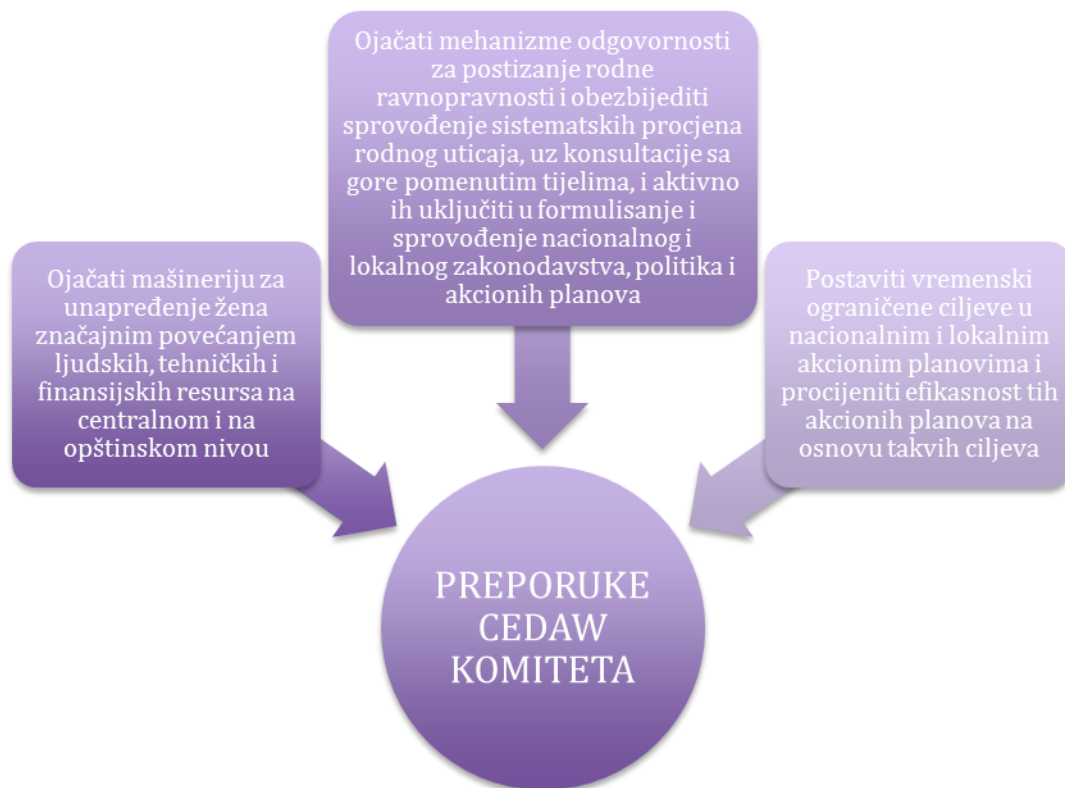 Ojačati mehanizme odgovornosti
za postizanje rodne
ravnopravnosti i obezbijediti
sprovođenje sistematskih procjena
rodnog uticaja, uz konsultacije sa
gore pomenutim tijelima, i aktivno
ih uključiti u formulisanje i
sprovođenje nacionalnog i
lokalnog zakonodavstva, politika i
akcionih planova
Ojačati mašineriju za
unapređenje žena
značajnim povećanjem
ljudskih, tehničkih i
finansijskih resursa na
centralnom i na
opštinskom nivou
Postaviti vremenski
ograničene ciljeve u
nacionalnim i lokalnim
akcionim planovima i
procijeniti efikasnost tih
akcionih planova na
osnovu takvih ciljeva
PREPORUKE
CEDAW
KOMITETA